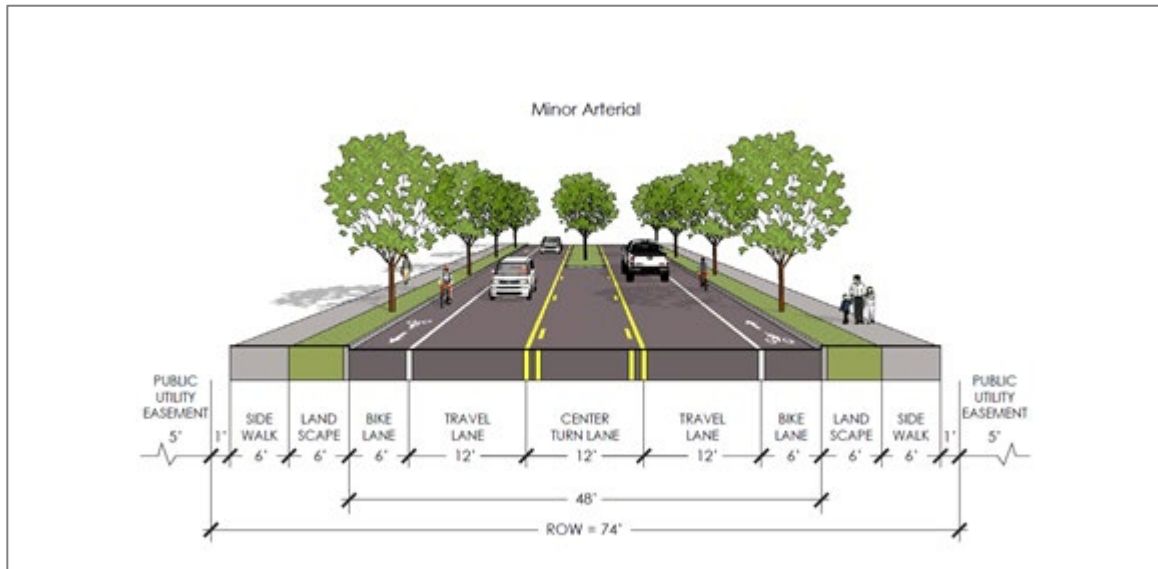 Minor Arterial
PUBLIC
UTILITY
EASEMENT
5'
1'
SIDE
WALK
6'
LAND
SCAPE
6'
BIKE
LANE
6'
TRAVEL
LANE
12'
CENTER
TURN LANE
12'
TRAVEL
LANE
12'
BIKE
LANE
6'
LAND
SCAPE
6'
SIDE
WALK
6'
1'
PUBLIC
UTILITY
EASEMENT
5'
48'
ROW = 74'